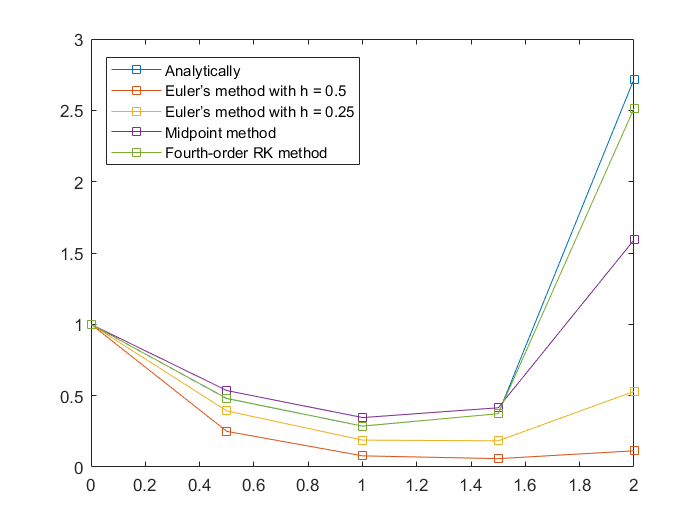 3
2.5
2
1.5
1
0.5
0
Analytically
Euler's method with h = 0.5
Euler's method with h = 0.25
Midpoint method
Fourth-order RK method
0 0.2 0.4 0.6 0.8 1 1.2 1.4 1.6 1.8 2